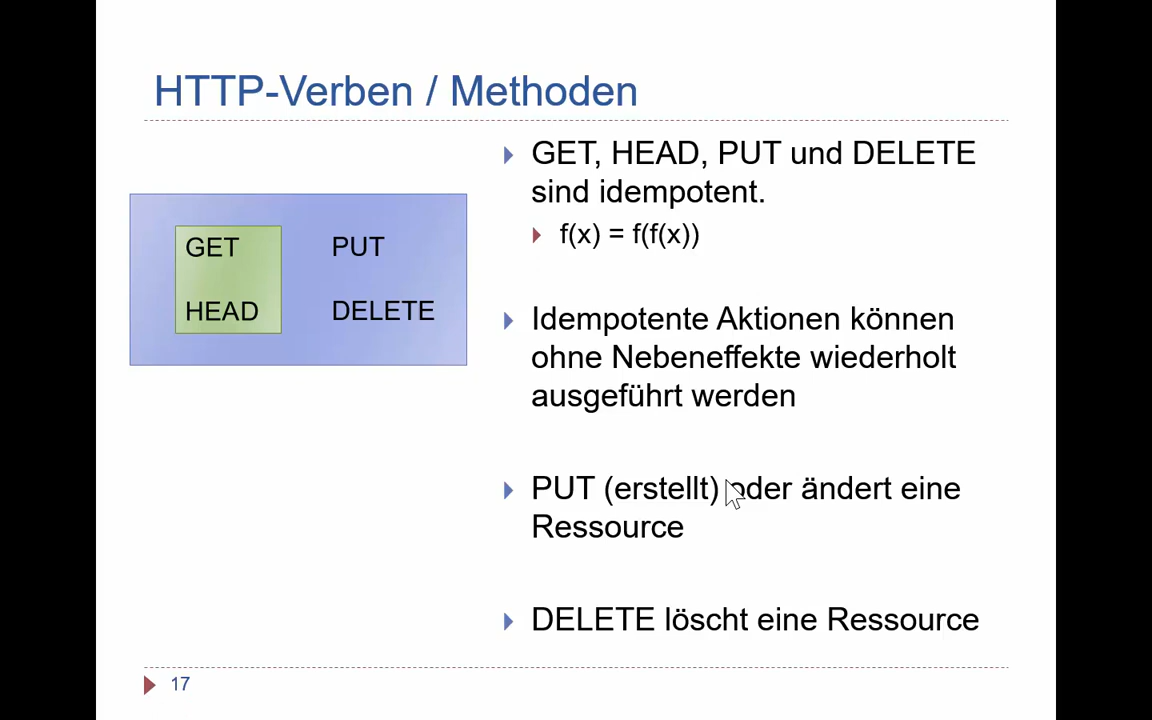 HTTP-Verben / Methoden
GET
PUT
HEAD
DELETE
GET, HEAD, PUT und DELETE
sind idempotent.
f(x) = f(f(x))
Idempotente Aktionen können
ohne Nebeneffekte wiederholt
ausgeführt werden
PUT (erstellt) oder ändert eine
Ressource
DELETE löscht eine Ressource
17